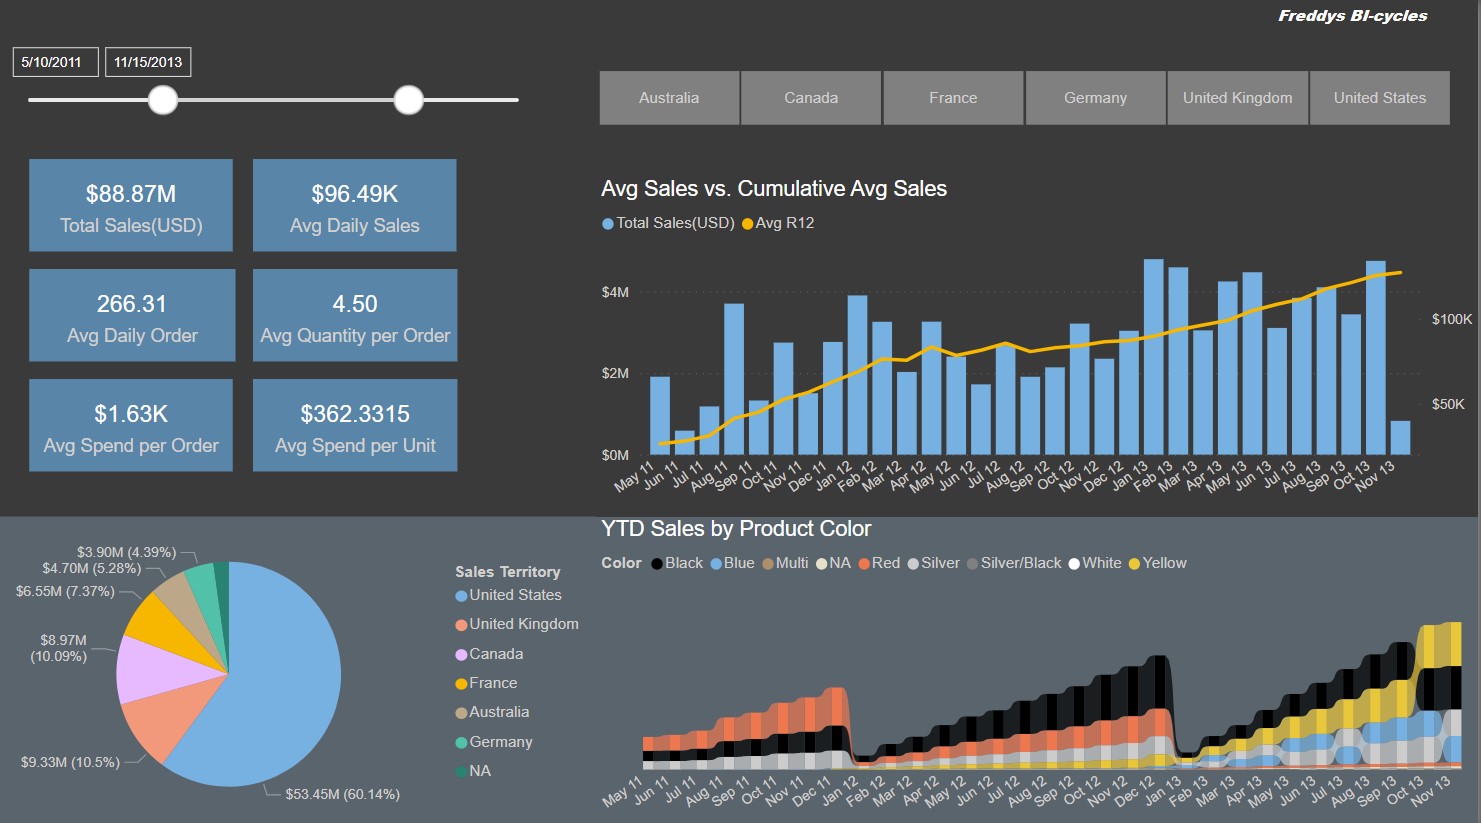 Freddys BI-cycles
5/10/2011
11/15/2013
Australia
Canada
France
Germany
United Kingdom
United States
$88.87M
Total Sales(USD)
$96.49K
Avg Daily Sales
266.31
Avg Daily Order
4.50
Avg Quantity per Order
$1.63K
Avg Spend per Order
$362.3315
Avg Spend per Unit
Avg Sales vs. Cumulative Avg Sales
Total Sales(USD)
Avg R12
$4M
$2M
$0M
$100K
$50K
May 11
Jun 11
Jul 11
Aug 11
Sep 11
Oct 11
Nov 11
Dec 11
Jan 12
Feb 12
Mar 12
Apr 12
May 12
Jun 12
Jul 12
Aug 12
Sep 12
Oct 12
Nov 12
Dec 12
Jan 13
Feb 13
Mar 13
Apr 13
May 13
Jun 13
Jul 13
Aug 13
Sep 13
Oct 13
Nov 13
$3.90M (4.39%)
$4.70M (5.28%)
$6.55M (7.37%)
$8.97M
(10.09%)
$9.33M (10.5%)
$53.45M (60.14%)
Sales Territory
United States
United Kingdom
Canada
France
Australia
Germany
NA
YTD Sales by Product Color
Color
Black
Blue
Multi
NA
Red
Silver
Silver/Black
White
Yellow
May 11
Jun 11
Jul 11
Aug 11
Sep 11
Oct 11
Nov 11
Dec 11
Jan 12
Feb 12
Mar 12
Apr 12
May 12
Jun 12
Jul 12
Aug 12
Sep 12
Oct 12
Nov 12
Dec 12
Jan 13
Feb 13
Mar 13
Apr 13
May 13
Jun 13
Jul 13
Aug 13
Sep 13
Oct 13
Nov 13